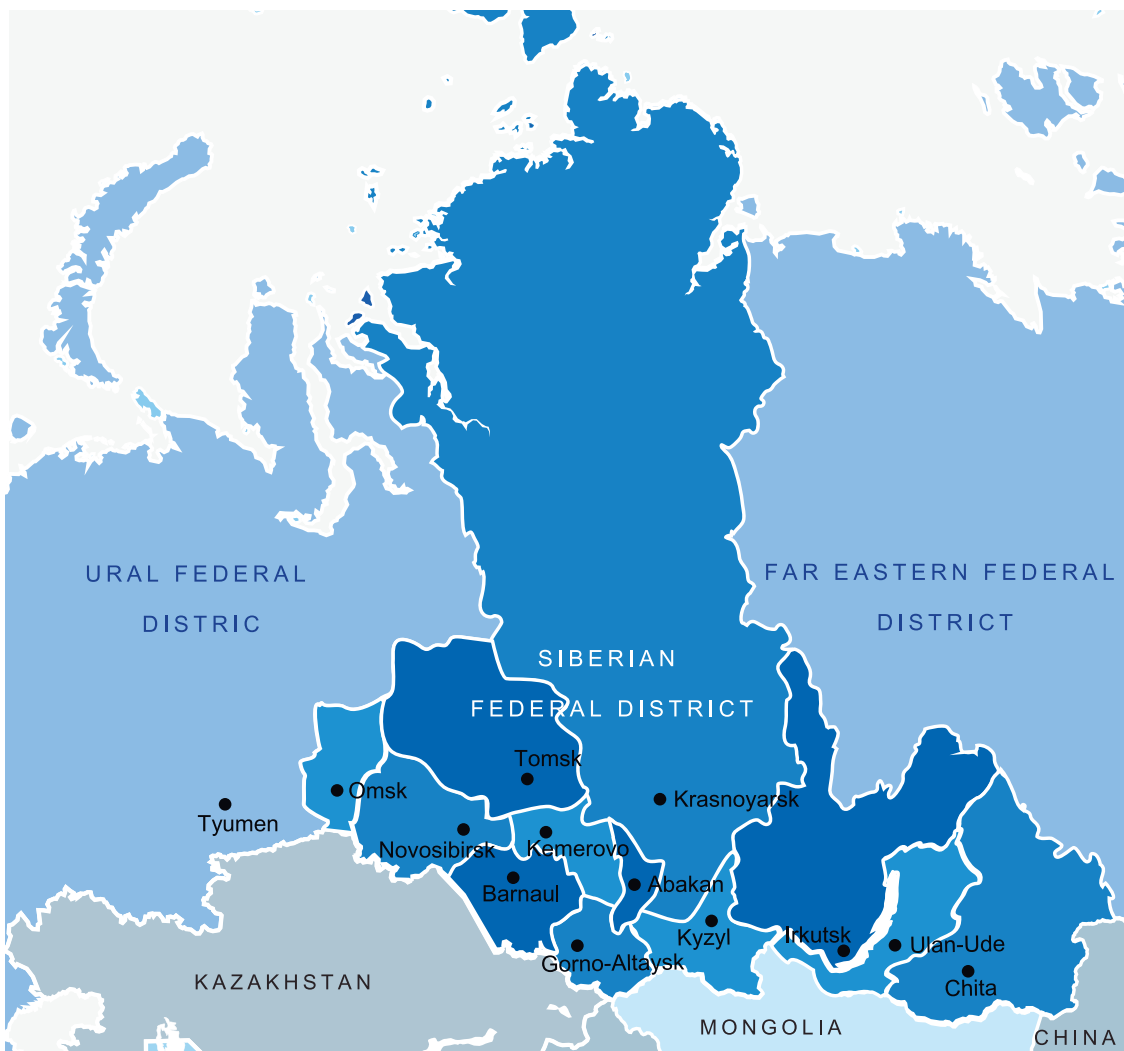 URAL FEDERAL
DISTRIC
FAR EASTERN FEDERAL
DISTRICT
SIBERIAN
FEDERAL DISTRICT
Tomsk
Omsk
Krasnoyarsk
Tyumen
Novosibirsk
Kemerovo
Barnaul
Abakan
Kyzyl
Irkutsk
Ulan-Ude
Gorno-Altaysk
Chita
KAZAKHSTAN
MONGOLIA
CHINA